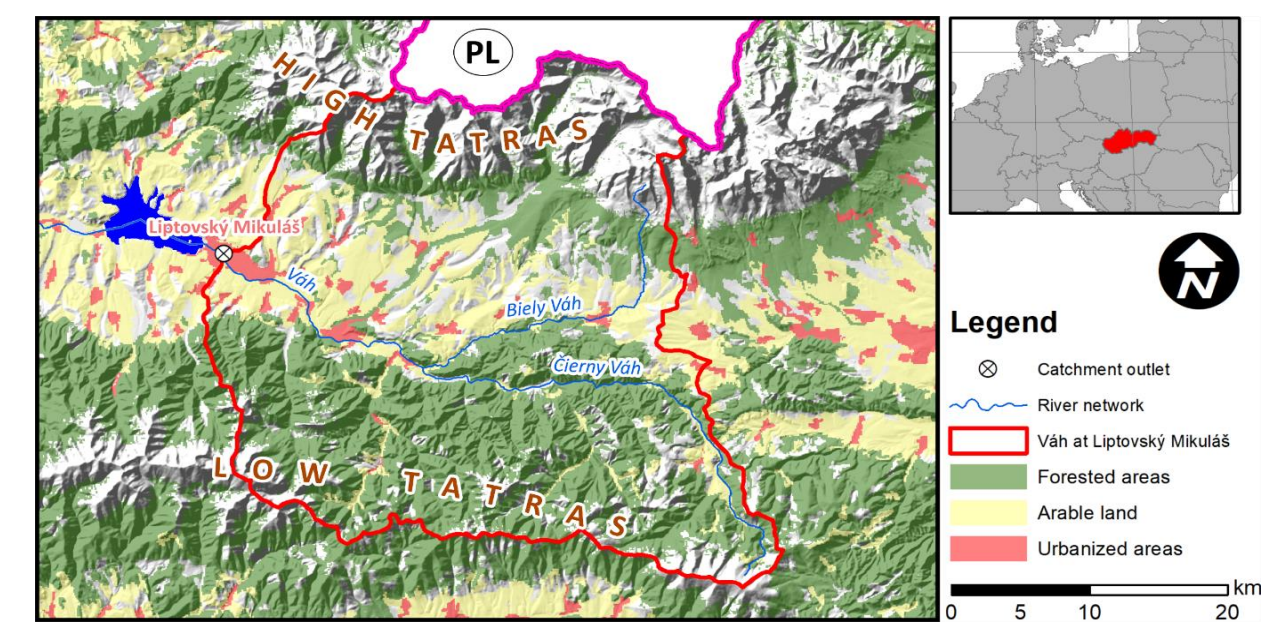 PL
HIGH TATRAS
Liptovský Mikuláš
Váh
Biely Váh
Čierny Váh
LOW TATRAS
N
Legend
Catchment outlet
River network
Váh at Liptovský Mikuláš
Forested areas
Arable land
Urbanized areas
km
0 5 10 20